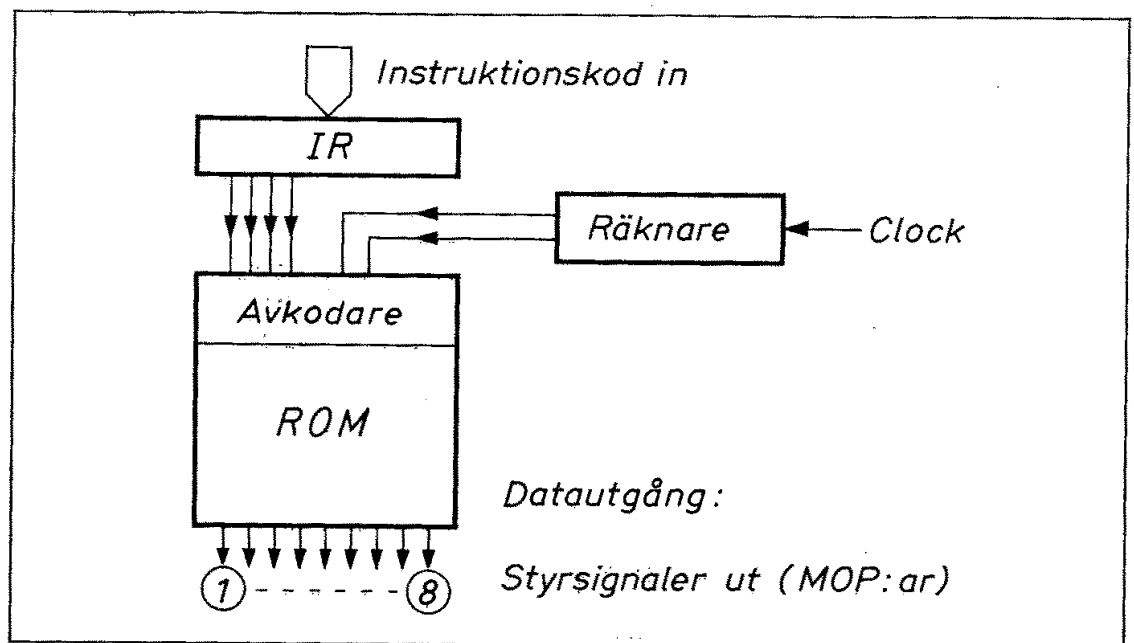 Instruktionskod in
IR
Räknare
Clock
Avkodare
ROM
Datautgång:
Styrsignaler ut (MOP:ar)
1 8